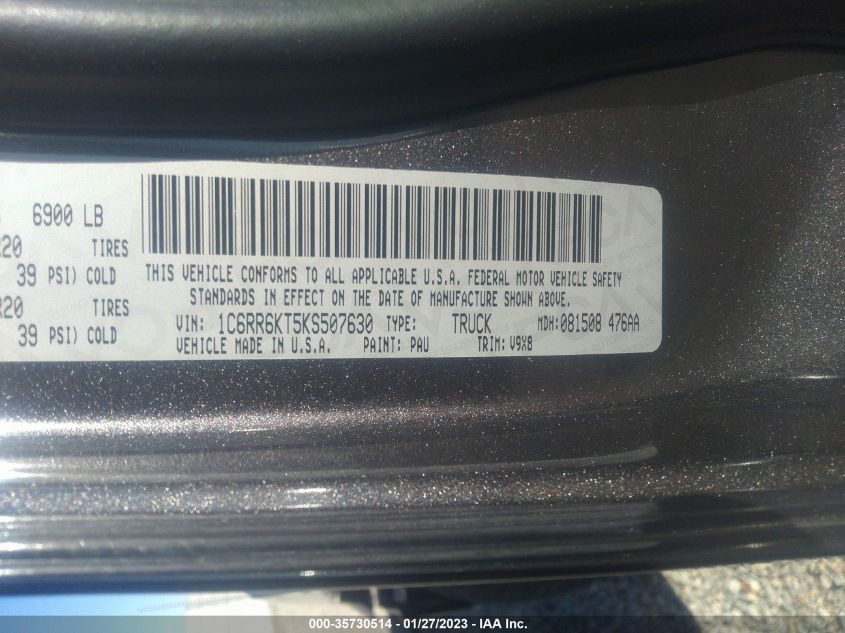 6900 LB
TIRES
39 PSI) COLD
THIS VEHICLE CONFORMS TO ALL APPLICABLE U.S.A. FEDERAL MOTOR VEHICLE SAFETY
STANDARDS IN EFFECT ON THE DATE OF MANUFACTURE SHOWN ABOVE.
R20 TIRES
39 PSI) COLD
VIN: 1C6RR6KT5KS507630 TYPE: TRUCK MDH: 081508 476AA
VEHICLE MADE IN U.S.A. PAINT: PAU TRIM: V9X8
000-35730514 - 01/27/2023 - IAA Inc.